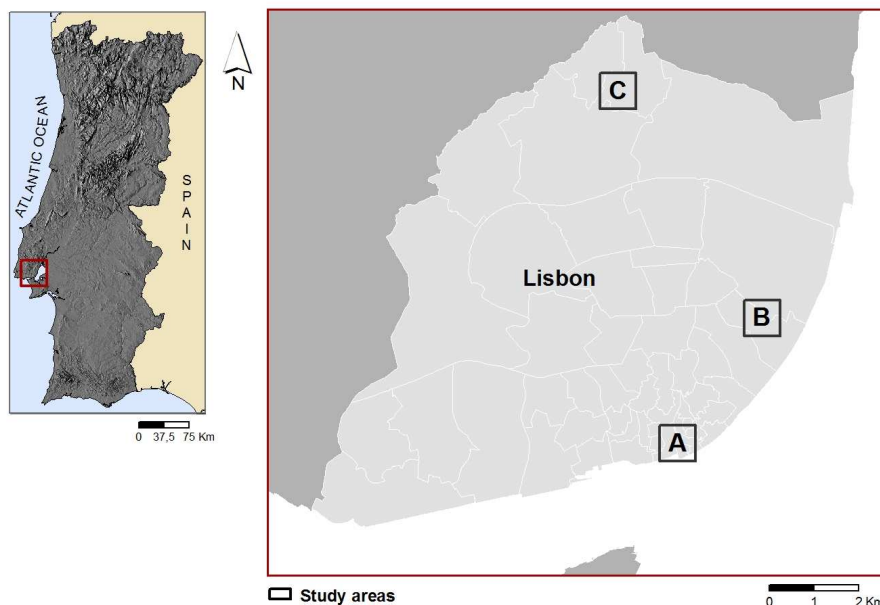 ATLANTIC OCEAN
SPAIN
N
0 37,5 75 Km
C
Lisbon
B
A
Study areas
0 1 2 Km